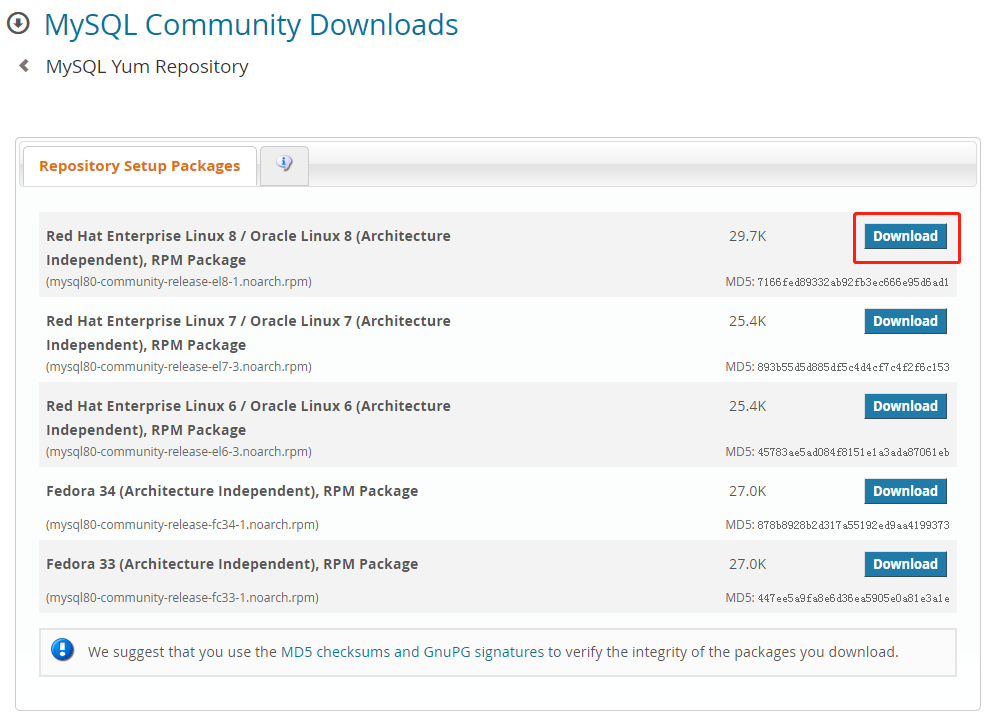 MySQL Community Downloads
MySQL Yum Repository
Repository Setup Packages
Red Hat Enterprise Linux 8 / Oracle Linux 8 (Architecture Independent), RPM Package
29.7K
Download
(mysql80-community-release-el8-1.noarch.rpm)
MD5: 7166fed89332ab92fb3ec666e95d6ad1
Red Hat Enterprise Linux 7 / Oracle Linux 7 (Architecture Independent), RPM Package
25.4K
Download
(mysql80-community-release-el7-3.noarch.rpm)
MD5: 893b55d5d885df5c4d4cf7c4f2f6c153
Red Hat Enterprise Linux 6 / Oracle Linux 6 (Architecture Independent), RPM Package
25.4K
Download
(mysql80-community-release-el6-3.noarch.rpm)
MD5: 45783ae5ad084f8151e1a3ada87061eb
Fedora 34 (Architecture Independent), RPM Package
27.0K
Download
(mysql80-community-release-fc34-1.noarch.rpm)
MD5: 878b8928b2d317a55192ed9aa4199373
Fedora 33 (Architecture Independent), RPM Package
27.0K
Download
(mysql80-community-release-fc33-1.noarch.rpm)
MD5: 447ee5a9fa8e6d36ea5905e0a81e3a1e
We suggest that you use the MD5 checksums and GnuPG signatures to verify the integrity of the packages you download.